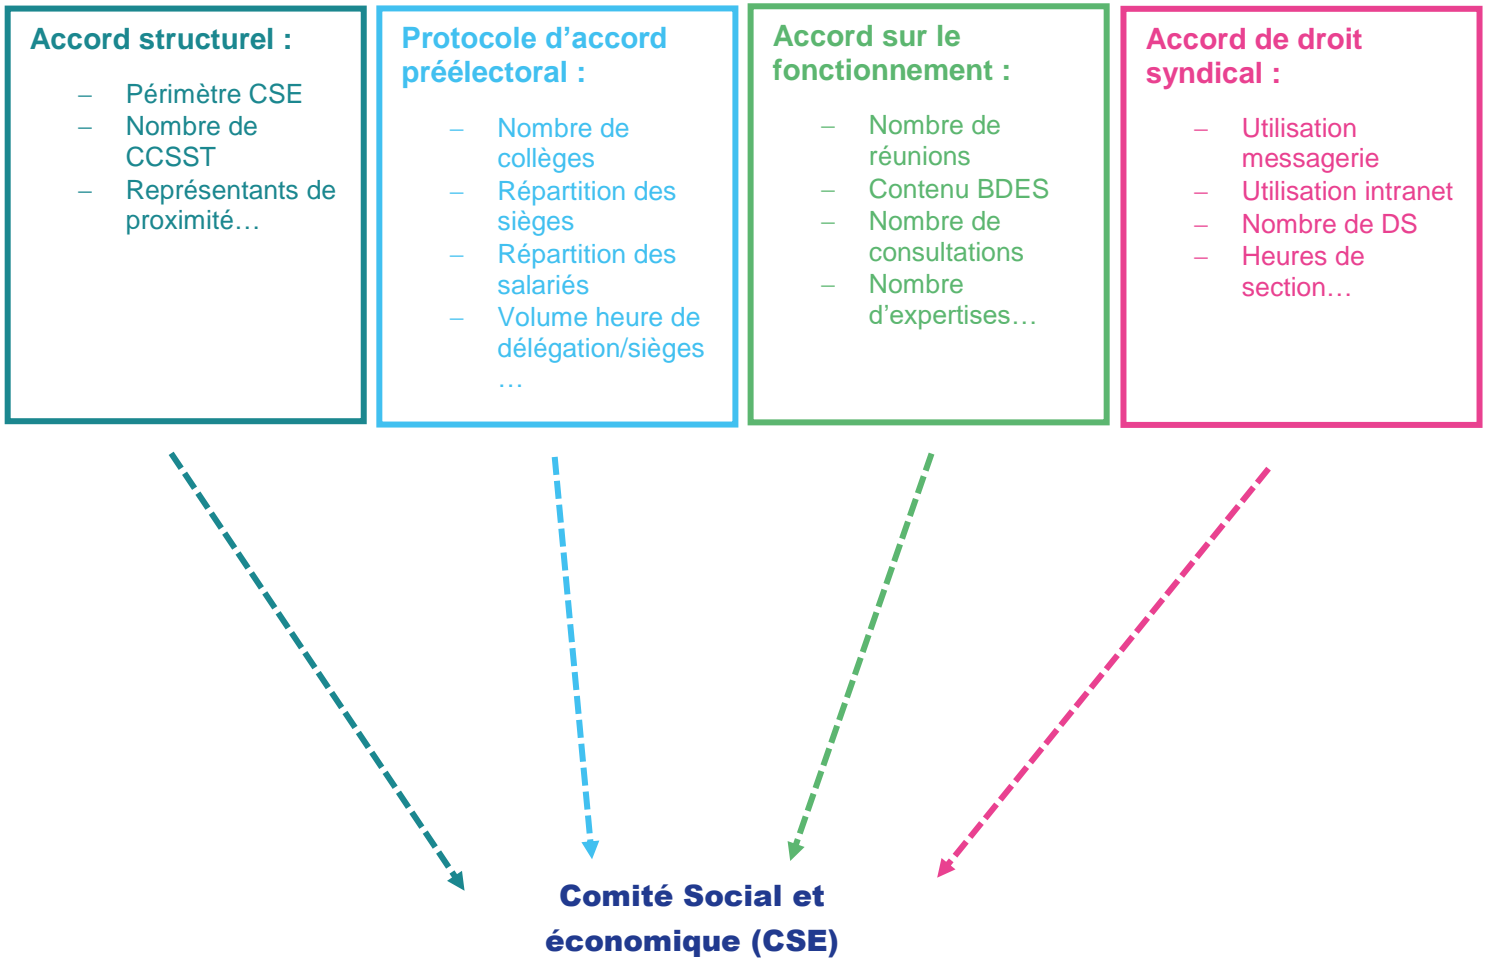 Accord structurel :
– Périmètre CSE
– Nombre de
CCSST
– Représentants de
proximité…
Protocole d’accord
préélectoral :
– Nombre de
collèges
– Répartition des
sièges
– Répartition des
salariés
– Volume heure de
délégation/sièges
…
Accord sur le
fonctionnement :
– Nombre de
réunions
– Contenu BDES
– Nombre de
consultations
– Nombre
d’expertises…
Accord de droit
syndical :
– Utilisation
messagerie
– Utilisation intranet
– Nombre de DS
– Heures de
section…
Comité Social et
économique (CSE)